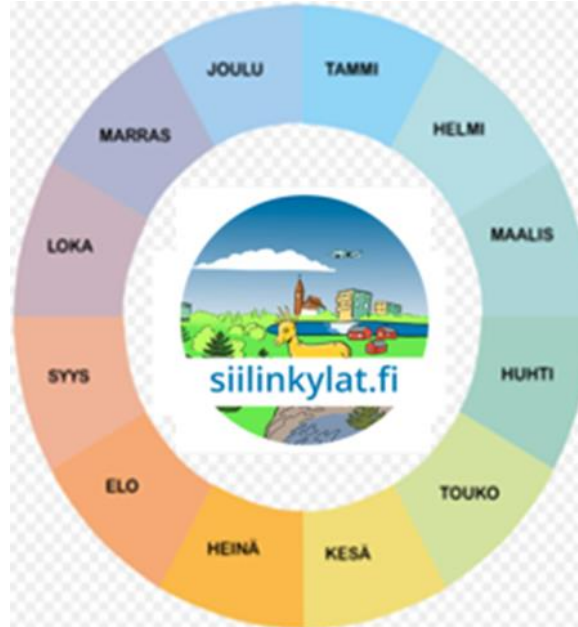 TAMMI
HELMI
MAALIS
HUHTI
TOUKO
KESÄ
HEINÄ
ELO
SYYS
LOKA
MARRAS
JOULU
siilinkylat.fi